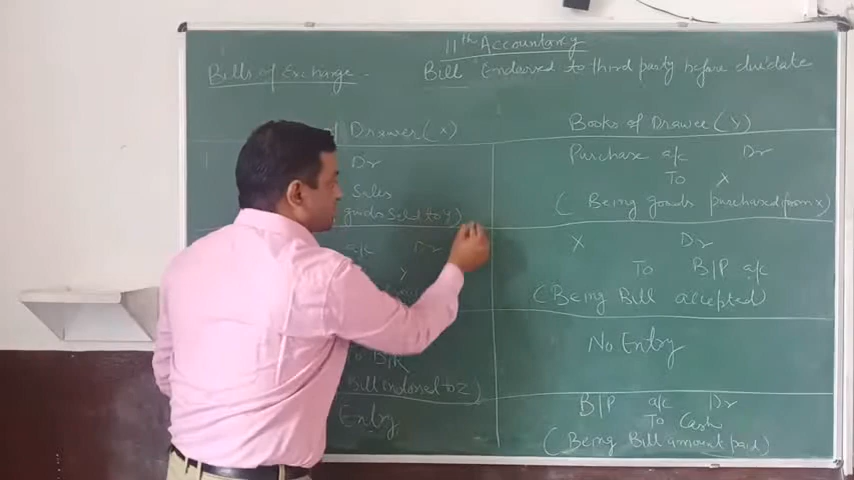 11th Accountancy
Bills of Exchange -
Bill Endorsed to third party before duedate.
Drawer (X)
Dr
Sales
goods Sold to Y)
a/c Dr
Y
To B/R
Bill endorsed to Z)
Entry
Books of Drawee (Y)
Purchase a/c Dr
To X
( Being goods purchased from X)
X Dr
To B/P a/c
(Being Bill accepted)
No Entry
B/P a/c Dr
To Cash
(Being Bill amount paid)